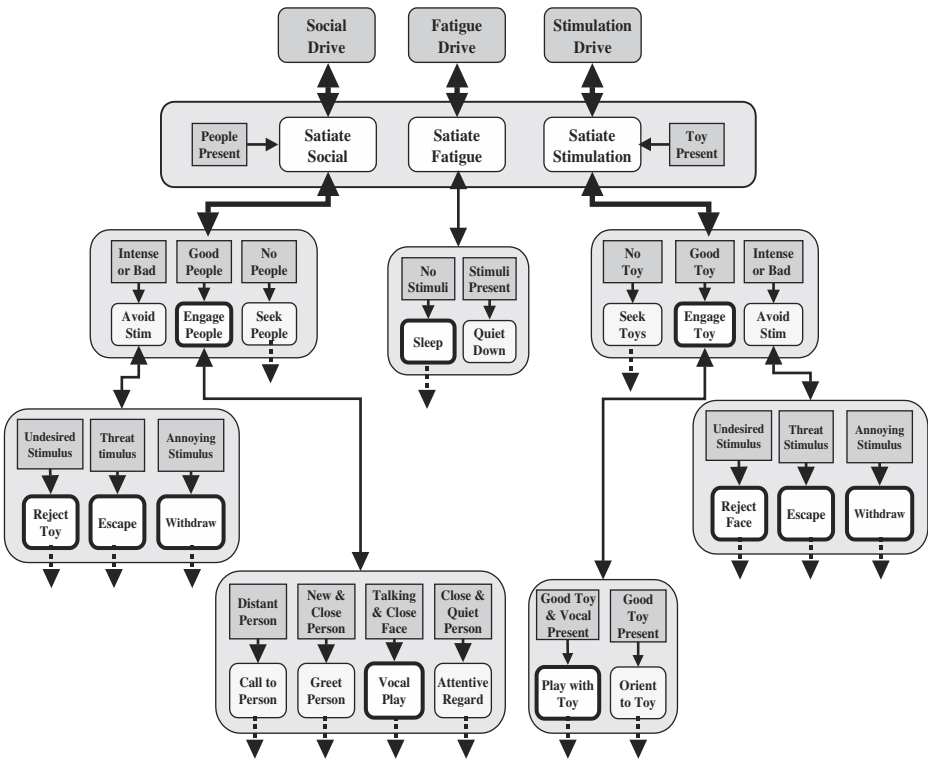 Social
Drive
Fatigue
Drive
Stimulation
Drive
People
Present
Satiate
Social
Satiate
Fatigue
Satiate
Stimulation
Toy
Present
Intense
or Bad
Good
People
No
People
Avoid
Stim
Engage
People
Seek
People
No
Stimuli
Stimuli
Present
Sleep
Quiet
Down
No
Toy
Good
Toy
Intense
or Bad
Seek
Toys
Engage
Toy
Avoid
Stim
Undesired
Stimulus
Threat
timulus
Annoying
Stimulus
Reject
Toy
Escape
Withdraw
Undesired
Stimulus
Threat
Stimulus
Annoying
Stimulus
Reject
Face
Escape
Withdraw
Distant
Person
New &
Close
Person
Talking
& Close
Face
Close &
Quiet
Person
Call to
Person
Greet
Person
Vocal
Play
Attentive
Regard
Good Toy
& Vocal
Present
Good
Toy
Present
Play with
Toy
Orient
to Toy